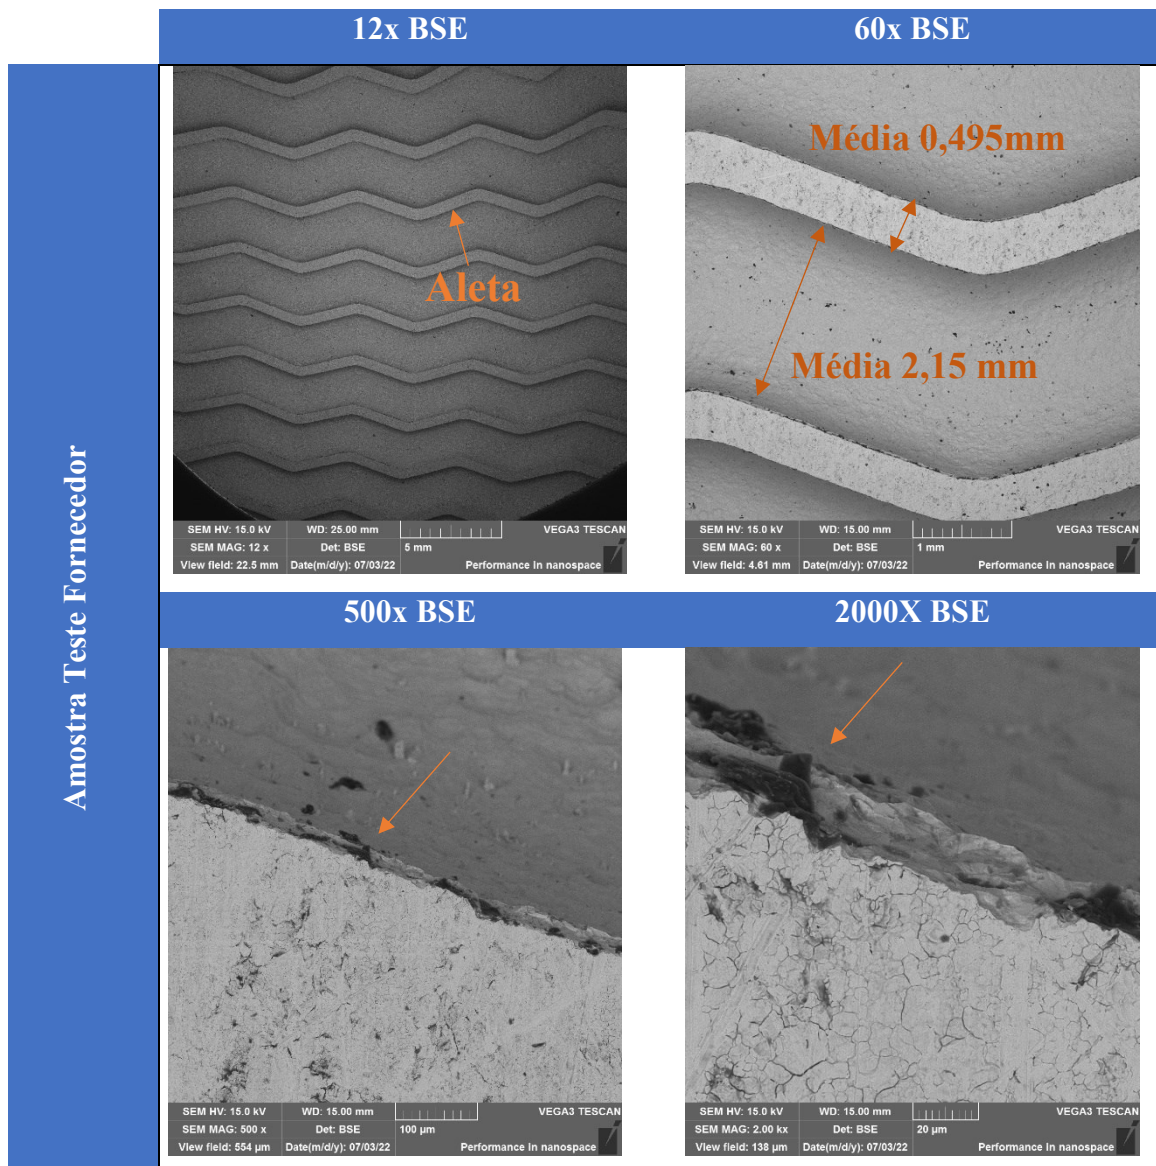 12x BSE
60x BSE
Amostra Teste Fornecedor
Aleta
SEM HV: 15.0 kV
WD: 25.00 mm
VEGA3 TESCAN
SEM MAG: 12 x
Det: BSE
5 mm
View field: 22.5 mm
Date(m/d/y): 07/03/22
Performance in nanospace
Média 0,495mm
Média 2,15 mm
SEM HV: 15.0 kV
WD: 15.00 mm
VEGA3 TESCAN
SEM MAG: 60 x
Det: BSE
1 mm
View field: 4.61 mm
Date(m/d/y): 07/03/22
Performance in nanospace
500x BSE
2000X BSE
SEM HV: 15.0 kV
WD: 15.00 mm
VEGA3 TESCAN
SEM MAG: 500 x
Det: BSE
100 µm
View field: 554 µm
Date(m/d/y): 07/03/22
Performance in nanospace
SEM HV: 15.0 kV
WD: 15.00 mm
VEGA3 TESCAN
SEM MAG: 2.00 kx
Det: BSE
20 µm
View field: 138 µm
Date(m/d/y): 07/03/22
Performance in nanospace